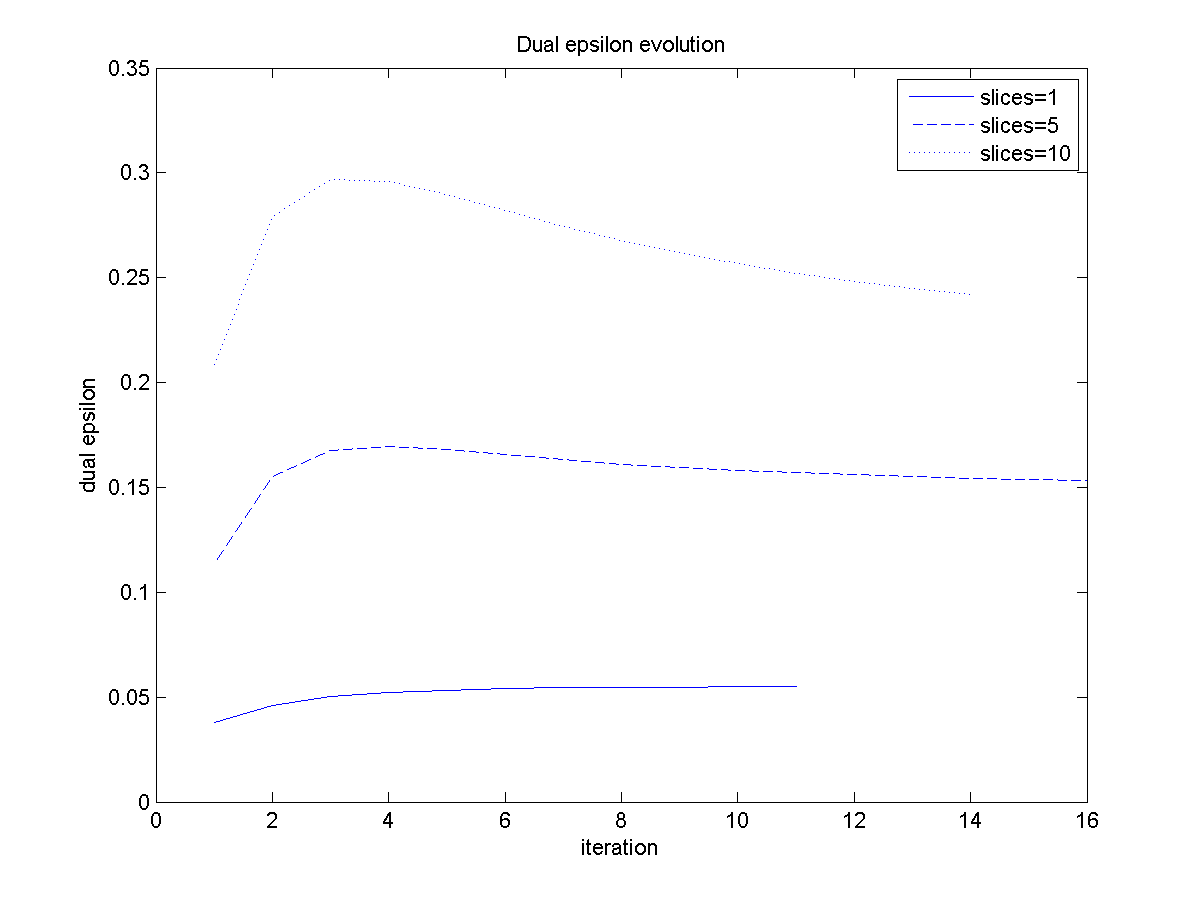 Dual epsilon evolution
slices=1
slices=5
slices=10
0.35
0.3
0.25
0.2
0.15
0.1
0.05
0
dual epsilon
0 2 4 6 8 10 12 14 16
iteration